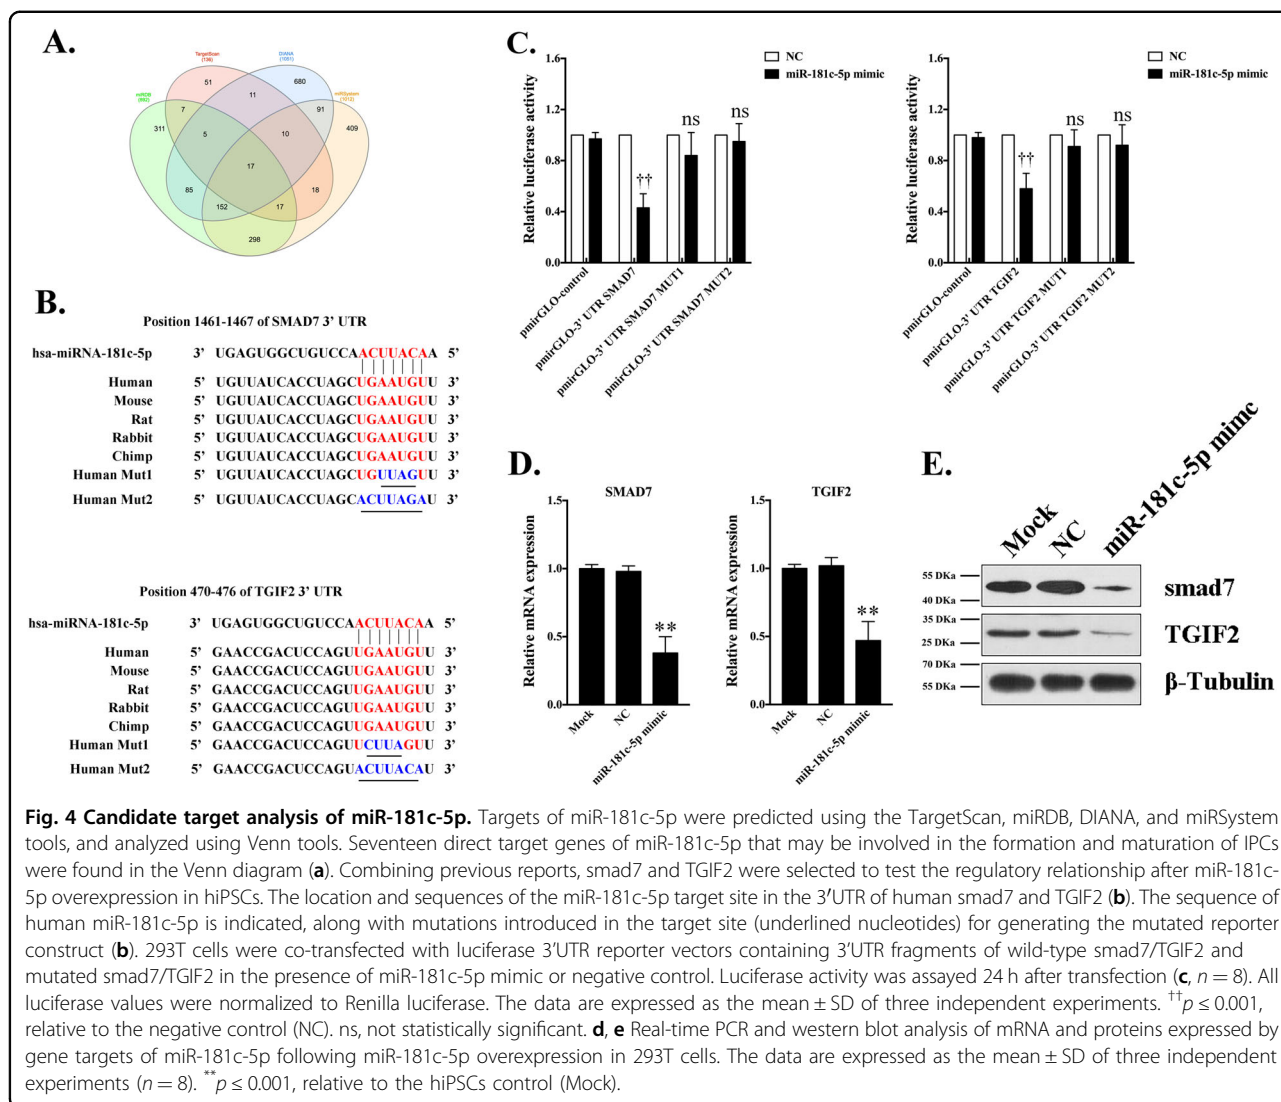 A.
TargetScan
(136)
DIANA
(1051)
miRDB
(892)
miRSystem
(1012)
51
11
680
7
91
311
5
10
409
17
85
18
152
17
298
B.
Position 1461-1467 of SMAD7 3' UTR
hsa-miRNA-181c-5p 3' UGAGUGGCUGUCCAACUUACAA 5'
Human 5' UGUUAUCACCUAGCUGAAUGUU 3'
Mouse 5' UGUUAUCACCUAGCUGAAUGUU 3'
Rat 5' UGUUAUCACCUAGCUGAAUGUU 3'
Rabbit 5' UGUUAUCACCUAGCUGAAUGUU 3'
Chimp 5' UGUUAUCACCUAGCUGAAUGUU 3'
Human Mut1 5' UGUUAUCACCUAGCUGUUAGUU 3'
Human Mut2 5' UGUUAUCACCUAGCACUUAGAU 3'
Position 470-476 of TGIF2 3' UTR
hsa-miRNA-181c-5p 3' UGAGUGGCUGUCCAACUUACAA 5'
Human 5' GAACCGACUCCAGUUGAAUGUU 3'
Mouse 5' GAACCGACUCCAGUUGAAUGUU 3'
Rat 5' GAACCGACUCCAGUUGAAUGUU 3'
Rabbit 5' GAACCGACUCCAGUUGAAUGUU 3'
Chimp 5' GAACCGACUCCAGUUGAAUGUU 3'
Human Mut1 5' GAACCGACUCCAGUUCUUAGUU 3'
Human Mut2 5' GAACCGACUCCAGUACUUACAU 3'
C.
NC
miR-181c-5p mimic
Relative luciferase activity
1.6
1.2
0.8
0.4
0.0
††
ns
ns
pmirGLO-control
pmirGLO-3' UTR SMAD7
pmirGLO-3' UTR SMAD7 MUT1
pmirGLO-3' UTR SMAD7 MUT2
NC
miR-181c-5p mimic
Relative luciferase activity
1.6
1.2
0.8
0.4
0.0
††
ns
ns
pmirGLO-control
pmirGLO-3' UTR TGIF2
pmirGLO-3' UTR TGIF2 MUT1
pmirGLO-3' UTR TGIF2 MUT2
D.
SMAD7
Relative mRNA expression
1.5
1.0
0.5
0.0
**
Mock
NC
miR-181c-5p mimic
TGIF2
Relative mRNA expression
1.5
1.0
0.5
0.0
**
Mock
NC
miR-181c-5p mimic
E.
Mock
NC
miR-181c-5p mimc
55 DKa
40 DKa
smad7
35 DKa
25 DKa
TGIF2
70 DKa
55 DKa
β-Tubulin
Fig. 4 Candidate target analysis of miR-181c-5p. Targets of miR-181c-5p were predicted using the TargetScan, miRDB, DIANA, and miRSystem
tools, and analyzed using Venn tools. Seventeen direct target genes of miR-181c-5p that may be involved in the formation and maturation of IPCs
were found in the Venn diagram (a). Combining previous reports, smad7 and TGIF2 were selected to test the regulatory relationship after miR-181c-
5p overexpression in hiPSCs. The location and sequences of the miR-181c-5p target site in the 3′UTR of human smad7 and TGIF2 (b). The sequence of
human miR-181c-5p is indicated, along with mutations introduced in the target site (underlined nucleotides) for generating the mutated reporter
construct (b). 293T cells were co-transfected with luciferase 3'UTR reporter vectors containing 3'UTR fragments of wild-type smad7/TGIF2 and
mutated smad7/TGIF2 in the presence of miR-181c-5p mimic or negative control. Luciferase activity was assayed 24 h after transfection (c, n = 8). All
luciferase values were normalized to Renilla luciferase. The data are expressed as the mean ± SD of three independent experiments. ††p ≤ 0.001,
relative to the negative control (NC). ns, not statistically significant. d, e Real-time PCR and western blot analysis of mRNA and proteins expressed by
gene targets of miR-181c-5p following miR-181c-5p overexpression in 293T cells. The data are expressed as the mean ± SD of three independent
experiments (n = 8). **p ≤ 0.001, relative to the hiPSCs control (Mock).